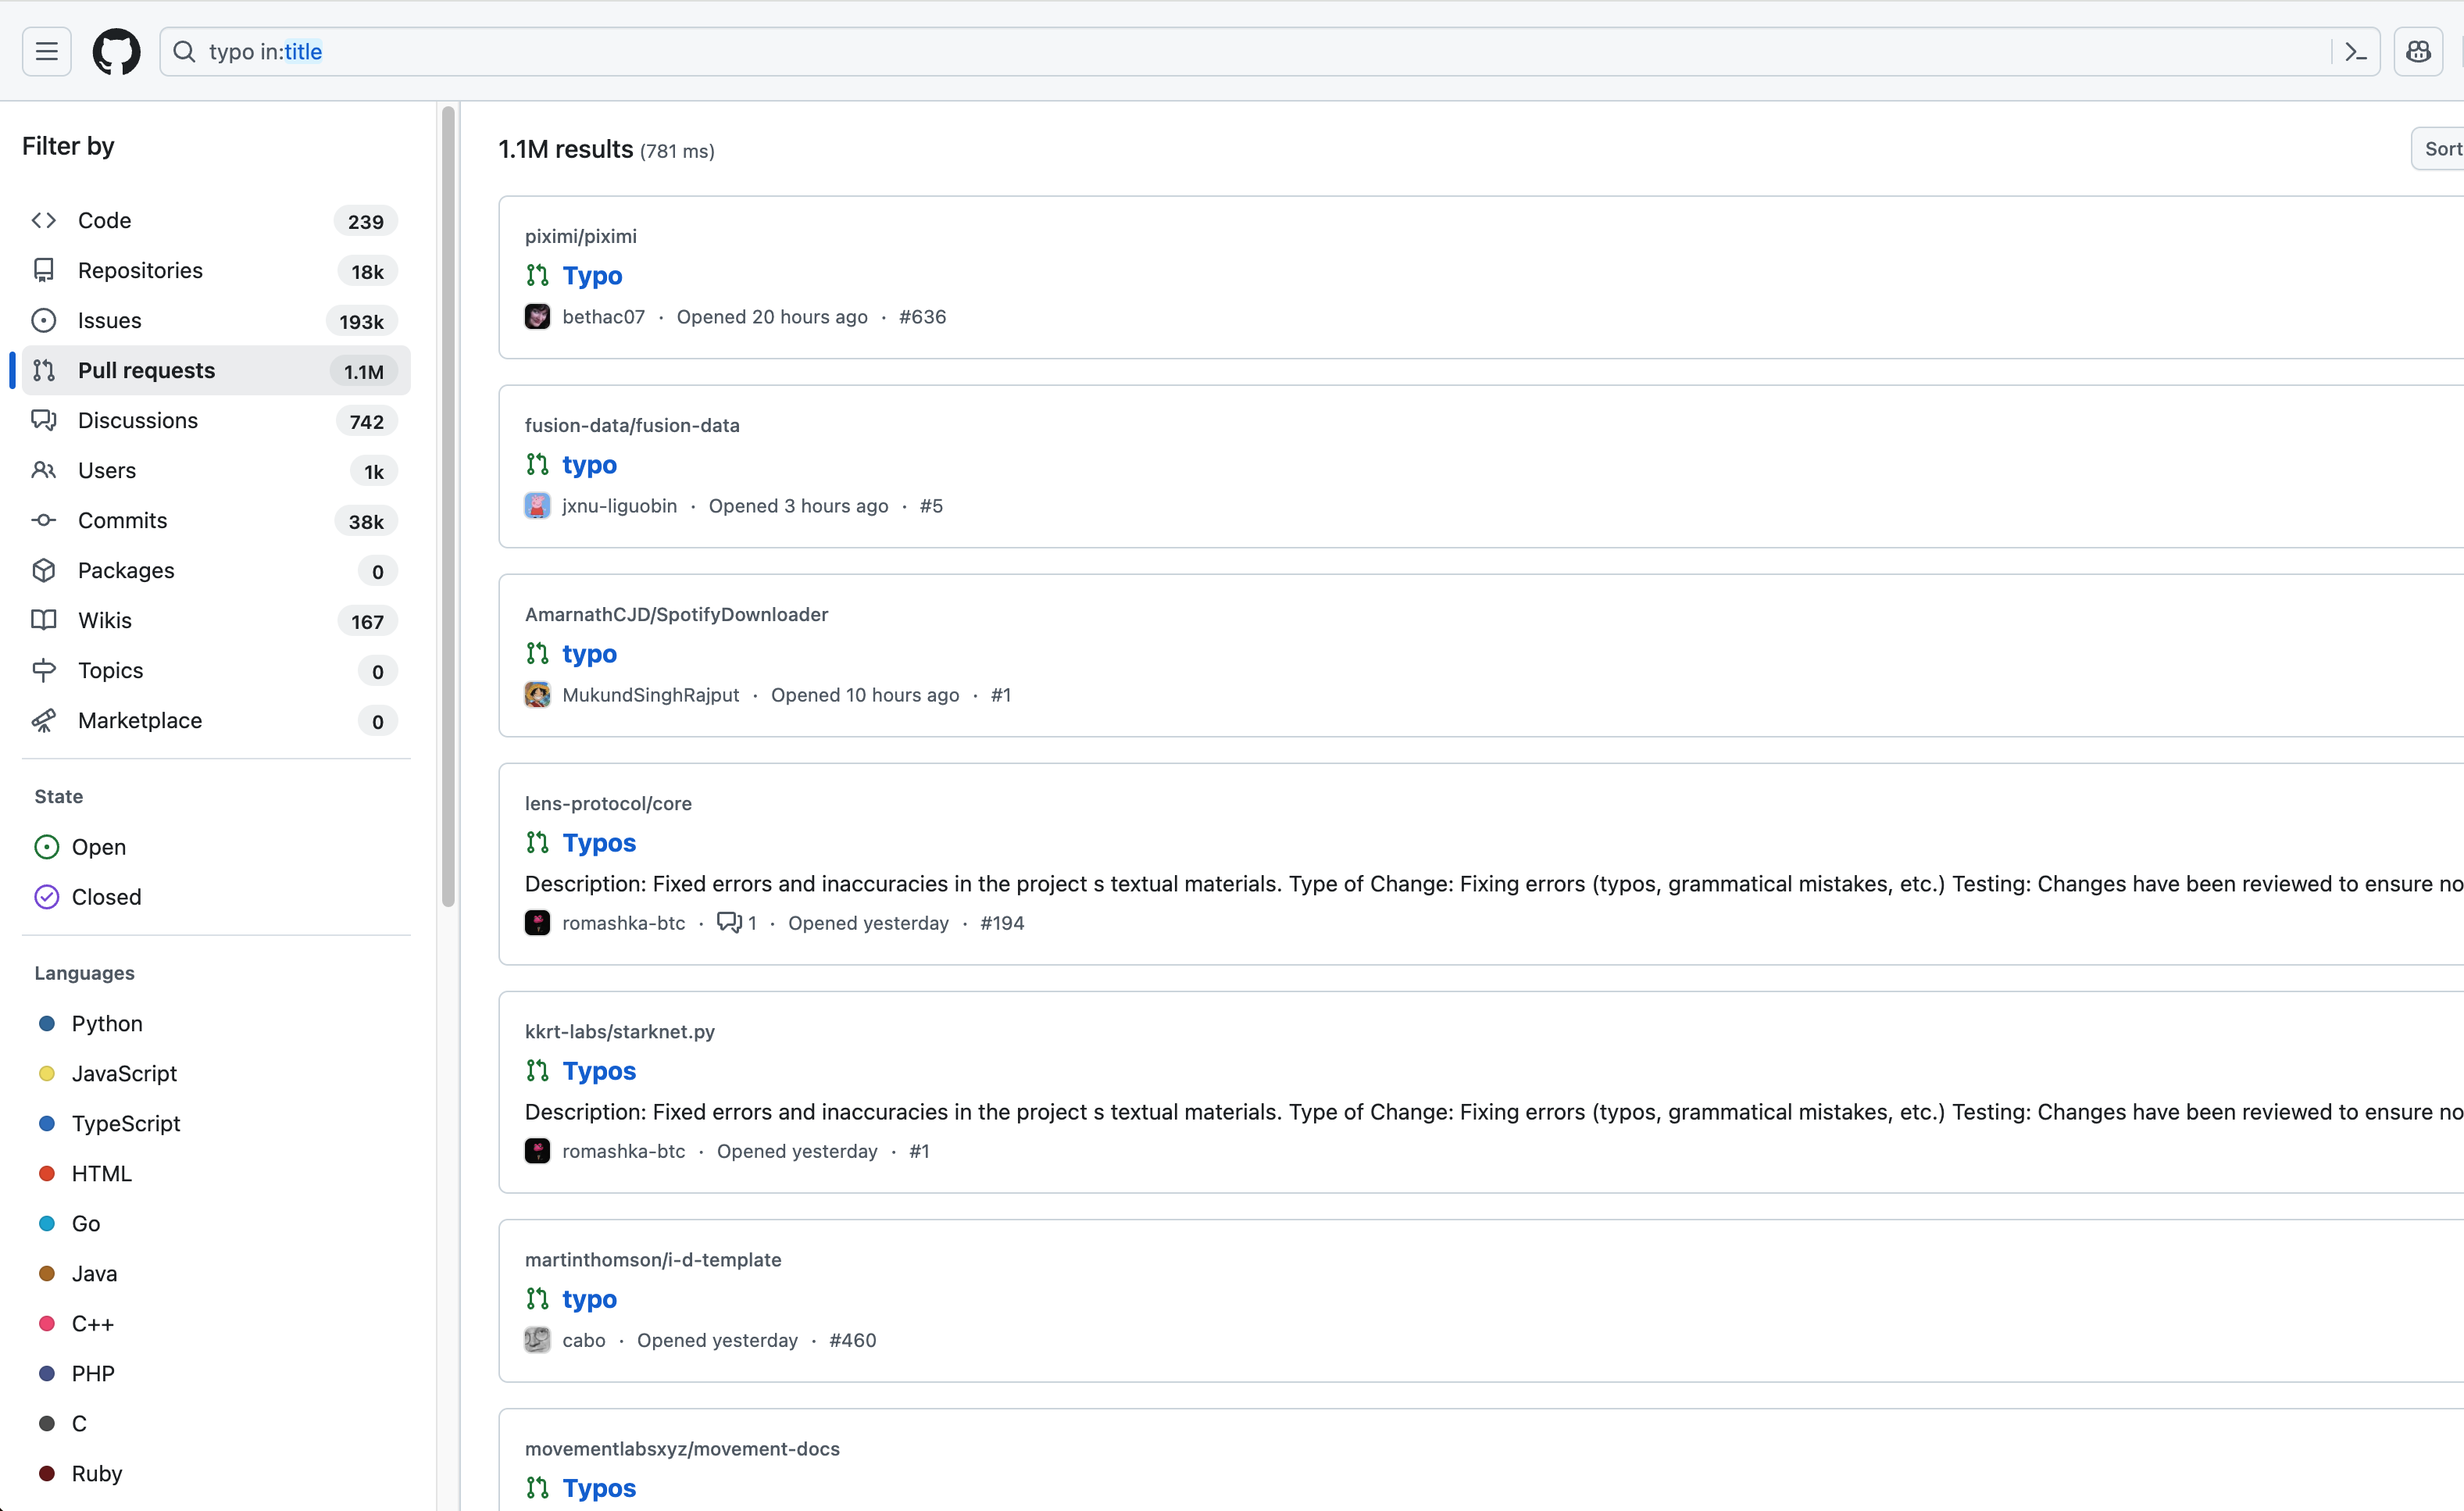 typo in:title
Filter by
Code 239
Repositories 18k
Issues 193k
Pull requests 1.1M
Discussions 742
Users 1k
Commits 38k
Packages 0
Wikis 167
Topics 0
Marketplace 0
State
Open
Closed
Languages
Python
JavaScript
TypeScript
HTML
Go
Java
C++
PHP
C
Ruby
1.1M results (781 ms)
Sort
piximi/piximi
Typo
bethac07 · Opened 20 hours ago · #636
fusion-data/fusion-data
typo
jxnu-liguobin · Opened 3 hours ago · #5
AmarnathCJD/SpotifyDownloader
typo
MukundSinghRajput · Opened 10 hours ago · #1
lens-protocol/core
Typos
Description: Fixed errors and inaccuracies in the project s textual materials. Type of Change: Fixing errors (typos, grammatical mistakes, etc.) Testing: Changes have been reviewed to ensure no
romashka-btc · 1 · Opened yesterday · #194
kkrt-labs/starknet.py
Typos
Description: Fixed errors and inaccuracies in the project s textual materials. Type of Change: Fixing errors (typos, grammatical mistakes, etc.) Testing: Changes have been reviewed to ensure no
romashka-btc · Opened yesterday · #1
martinthomson/i-d-template
typo
cabo · Opened yesterday · #460
movementlabsxyz/movement-docs
Typos